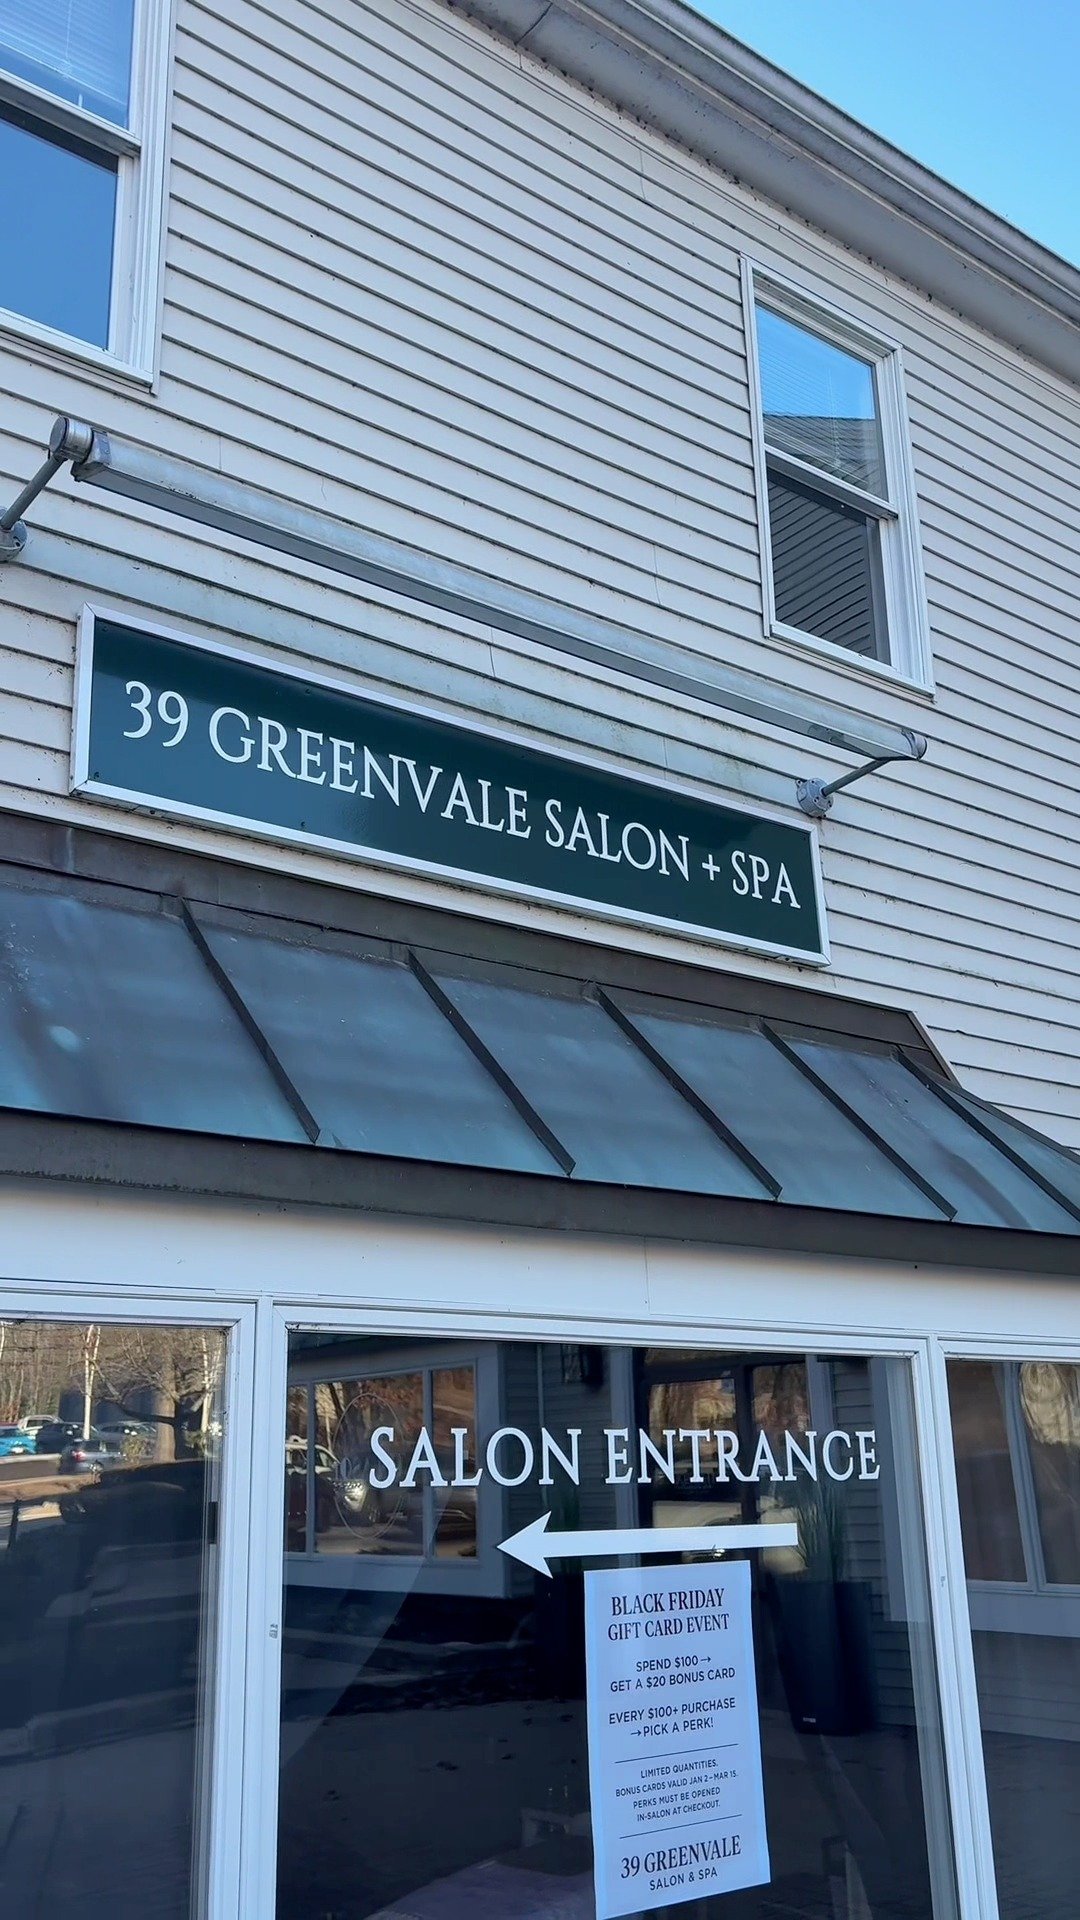 39 GREENVALE SALON + SPA
SALON ENTRANCE
BLACK FRIDAY
GIFT CARD EVENT
SPEND $100→
GET A $20 BONUS CARD
EVERY $100+ PURCHASE
→PICK A PERK!
LIMITED QUANTITIES.
BONUS CARDS VALID JAN 2–MAR 15.
PERKS MUST BE OPENED
IN-SALON AT CHECKOUT.
39 GREENVALE
SALON & SPA